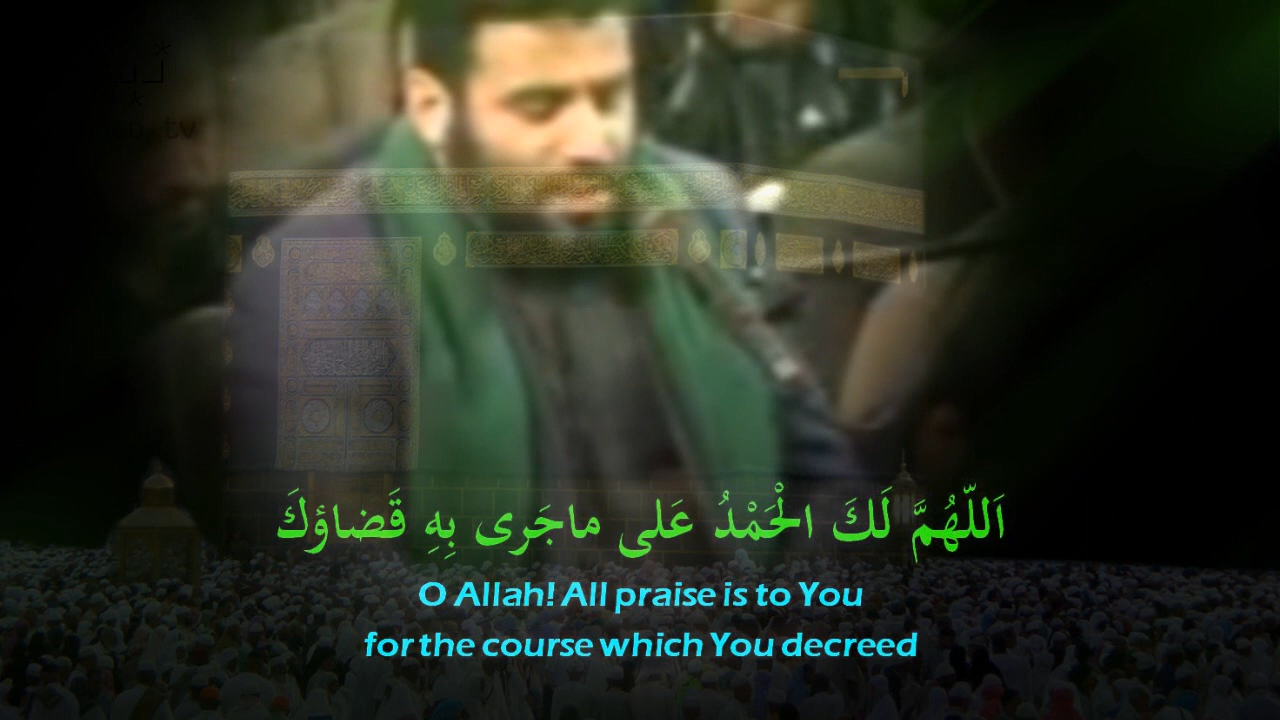 اَللّهُمَّ لَكَ الْحَمْدُ عَلى ماجَرى بِهِ قَضاؤكَ
O Allah! All praise is to You
for the course which You decreed